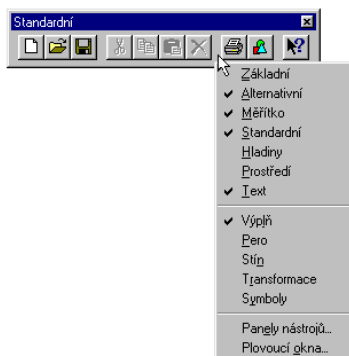 Standardní
Základní
Alternativní
Měřítko
Standardní
Hladiny
Prostředí
Text
Výplň
Pero
Stín
Transformace
Symboly
Panely nástrojů...
Plovoucí okna...